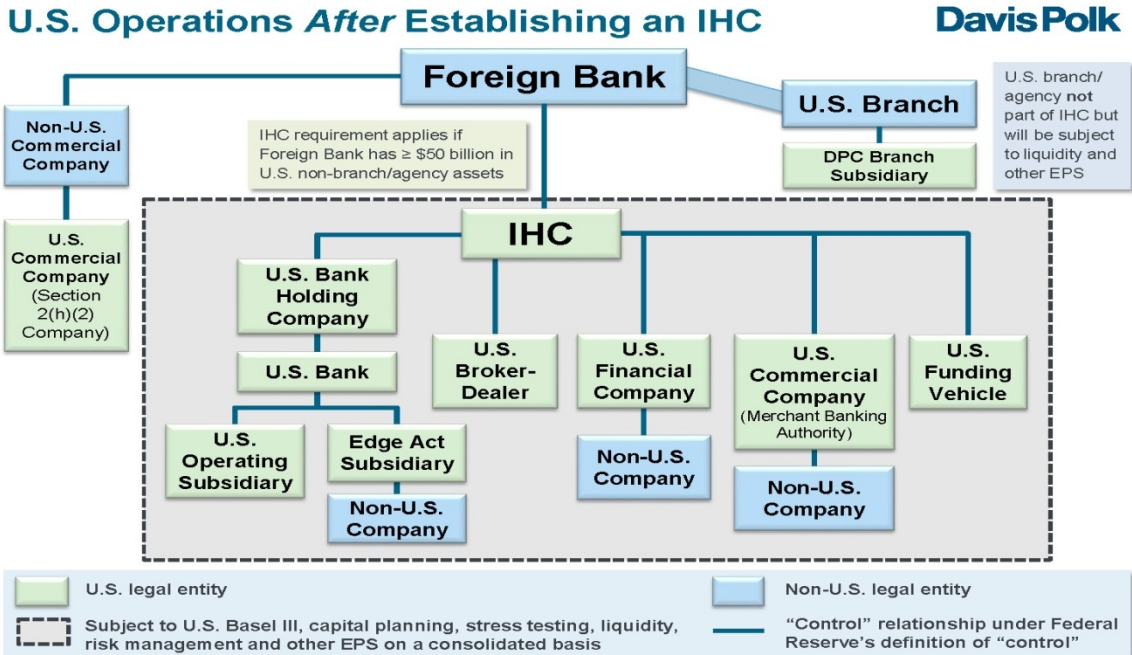 U.S. Operations After Establishing an IHC
DavisPolk
Foreign Bank
U.S. Branch
DPC Branch
Subsidiary
U.S. branch/
agency not
part of IHC but
will be subject
to liquidity and
other EPS
Non-U.S.
Commercial
Company
U.S.
Commercial
Company
(Section
2(h)(2)
Company)
IHC requirement applies if
Foreign Bank has ≥ $50 billion in
U.S. non-branch/agency assets
IHC
U.S. Bank
Holding
Company
U.S. Bank
U.S.
Operating
Subsidiary
Edge Act
Subsidiary
Non-U.S.
Company
U.S.
Broker-
Dealer
U.S.
Financial
Company
Non-U.S.
Company
U.S.
Commercial
Company
(Merchant Banking
Authority)
Non-U.S.
Company
U.S.
Funding
Vehicle
U.S. legal entity
Non-U.S. legal entity
Subject to U.S. Basel III, capital planning, stress testing, liquidity,
risk management and other EPS on a consolidated basis
“Control” relationship under Federal
Reserve’s definition of “control”